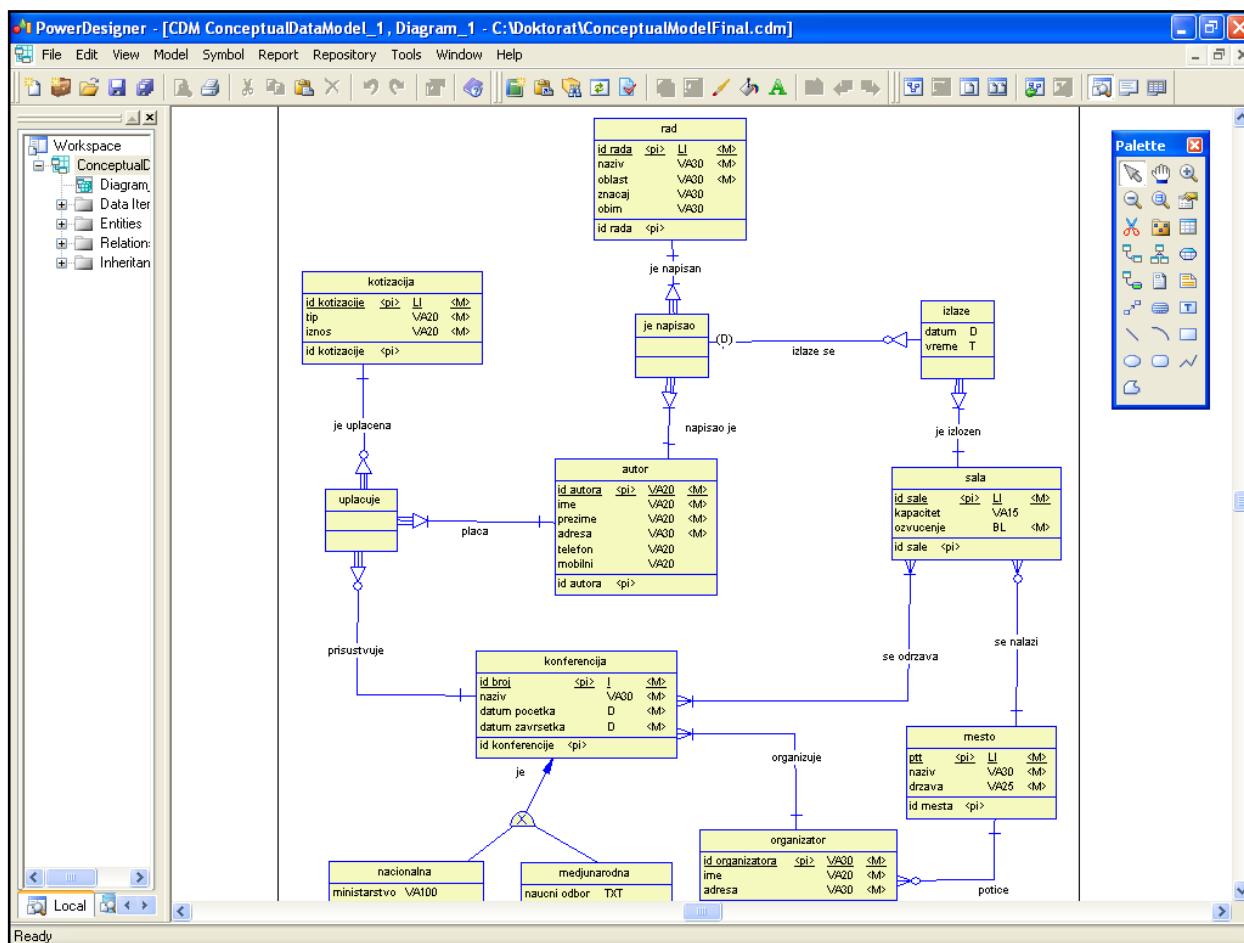 PowerDesigner - [CDM ConceptualDataModel_1, Diagram_1 - C:\Doktorat\ConceptualModelFinal.cdm]
File Edit View Model Symbol Report Repository Tools Window Help
Workspace
ConceptualD
Diagram_
Data Iter
Entities
Relation:
Inheritan
Local
Ready
Palette
rad
id rada <pi> LI <M>
naziv VA30 <M>
oblast VA30 <M>
znacaj VA30
obim VA30
id rada <pi>
je napisan
kotizacija
id kotizacije <pi> LI <M>
tip VA20 <M>
iznos VA20 <M>
id kotizacije <pi>
je napisao
(D)
izlaze se
izlaze
datum D
vreme T
je uplacena
napisao je
je izlozen
uplacuje
placa
autor
id autora <pi> VA20 <M>
ime VA20 <M>
prezime VA20 <M>
adresa VA30 <M>
telefon VA20
mobilni VA20
id autora <pi>
sala
id sale <pi> LI <M>
kapacitet VA15
ozvucenje BL <M>
id sale <pi>
prisustvuje
se odrzava
se nalazi
konferencija
id broj <pi> I <M>
naziv VA30 <M>
datum pocetka D <M>
datum zavrsetka D <M>
id konferencije <pi>
je
organizuje
mesto
ptt <pi> LI <M>
naziv VA30 <M>
drzava VA25 <M>
id mesta <pi>
nacionalna
ministarstvo VA100
medjunarodna
naucni odbor TXT
organizator
id organizatora <pi> VA30 <M>
ime VA20 <M>
adresa VA30 <M>
potice